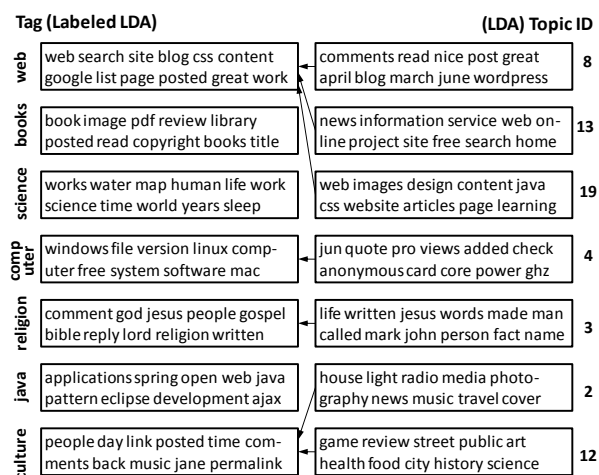 Tag (Labeled LDA)
(LDA) Topic ID
web
web search site blog css content
google list page posted great work
comments read nice post great
april blog march june wordpress
8
books
book image pdf review library
posted read copyright books title
news information service web on-
line project site free search home
13
science
works water map human life work
science time world years sleep
web images design content java
css website articles page learning
19
comp
uter
windows file version linux comp-
uter free system software mac
jun quote pro views added check
anonymous card core power ghz
4
religion
comment god jesus people gospel
bible reply lord religion written
life written jesus words made man
called mark john person fact name
3
java
applications spring open web java
pattern eclipse development ajax
house light radio media photo-
graphy news music travel cover
2
culture
people day link posted time com-
ments back music jane permalink
game review street public art
health food city history science
12